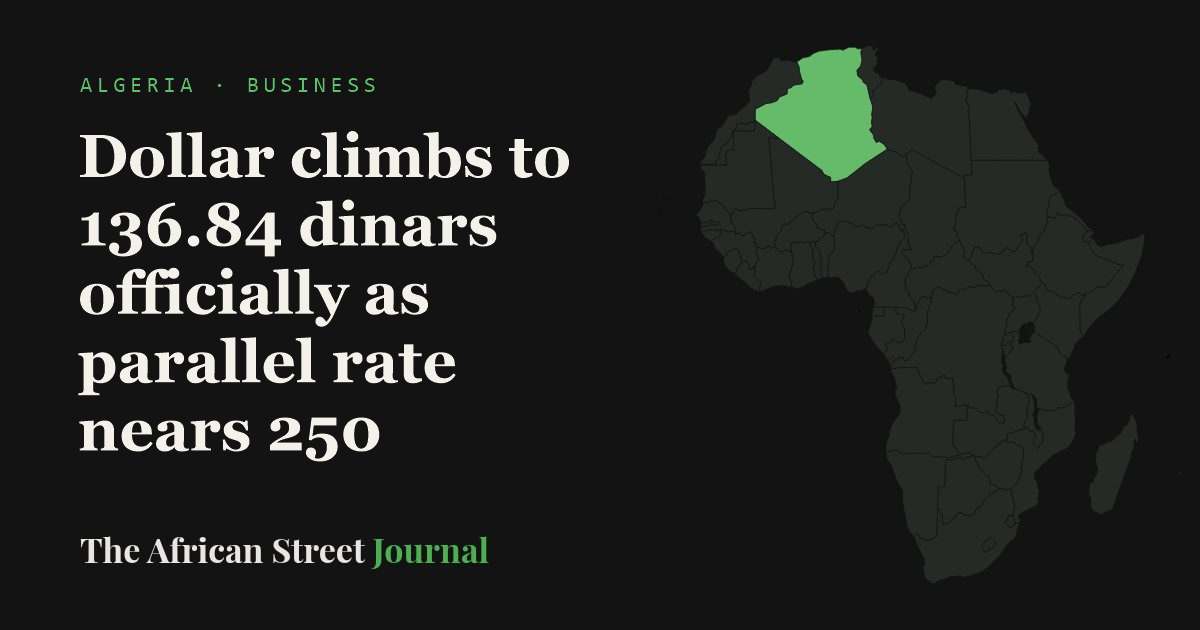 ALGERIA · BUSINESS
Dollar climbs to
136.84 dinars
officially as
parallel rate
nears 250
The African Street Journal